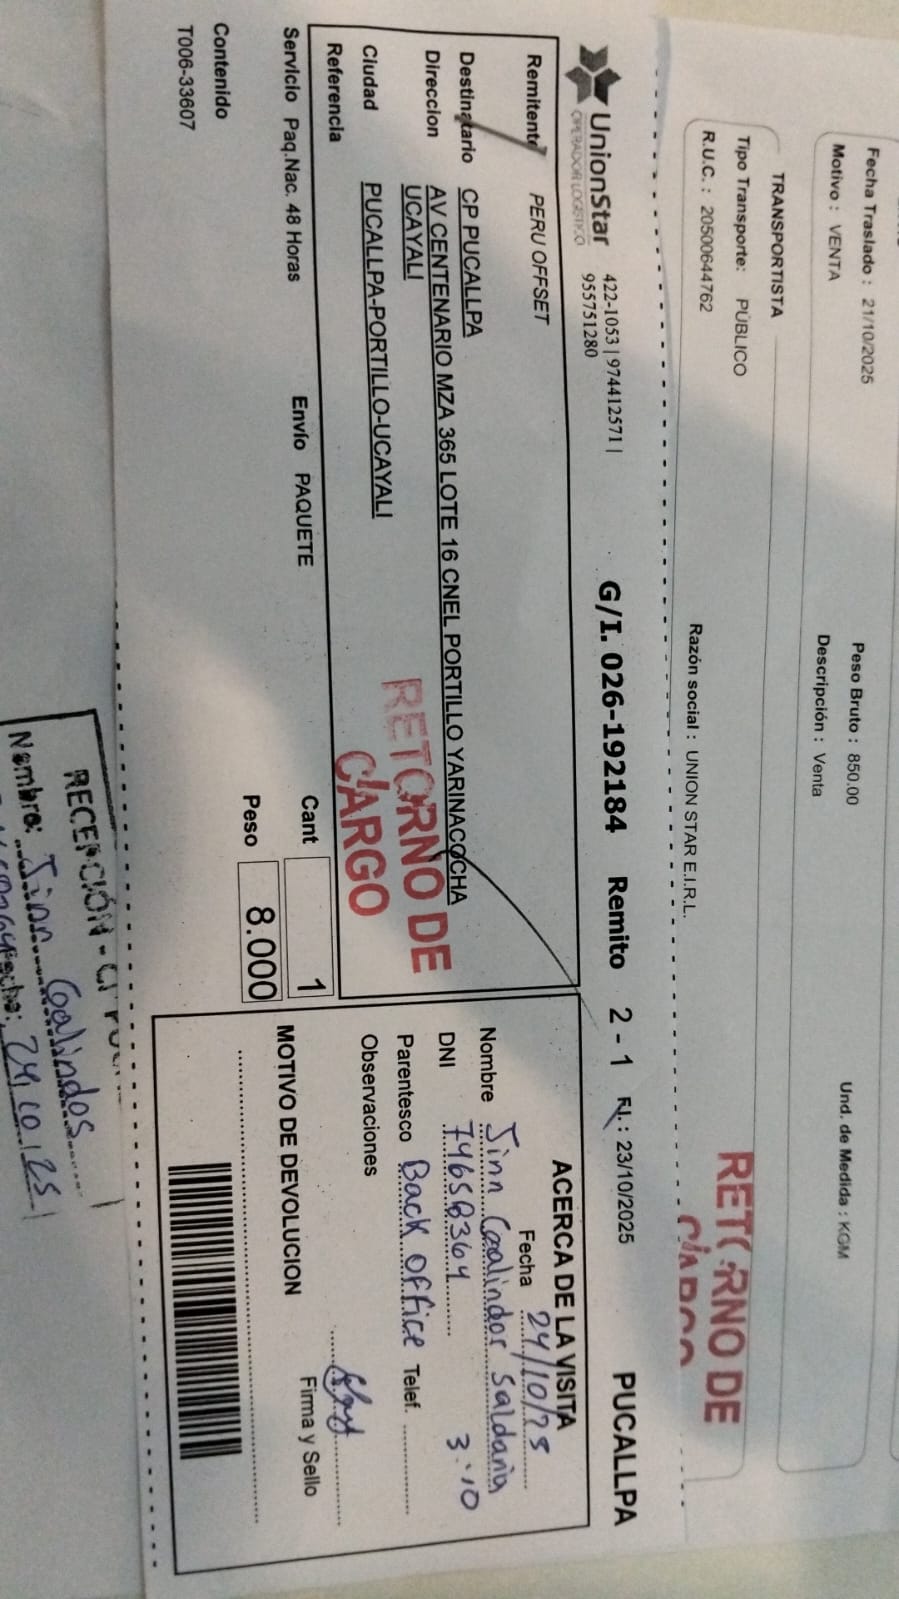 Fecha Traslado : 21/10/2025 Peso Bruto : 850.00 Und. de Medida : KGM
Motivo : VENTA Descripción : Venta
TRANSPORTISTA
Tipo Transporte: PÚBLICO
R.U.C. : 20500644762 Razón social : UNION STAR E.I.R.L.
RETORNO DE
CARGO
UnionStar
OPERADOR LOGISTICO
422-1053 | 974412571 |
955751280
G/I. 026-192184 Remito 2 - 1 F.I.: 23/10/2025 PUCALLPA
Remitente PERU OFFSET
Destinatario CP PUCALLPA
Direccion AV CENTENARIO MZA 365 LOTE 16 CNEL PORTILLO YARINACOCHA
UCAYALI
Ciudad PUCALLPA-PORTILLO-UCAYALI
Referencia
RETORNO DE
CARGO
Servicio Paq.Nac. 48 Horas Envío PAQUETE Cant 1
Peso 8.000
Contenido
T006-33607
ACERCA DE LA VISITA
Fecha 24/10/25
Nombre Jinn Galindos Saldaña
DNI 74658364 3:10
Parentesco Back Office Telef.
Observaciones
Firma y Sello
MOTIVO DE DEVOLUCION
RECEPCIÓN -
Nombre: Jinn Galindos
Fecha: 24/10/25